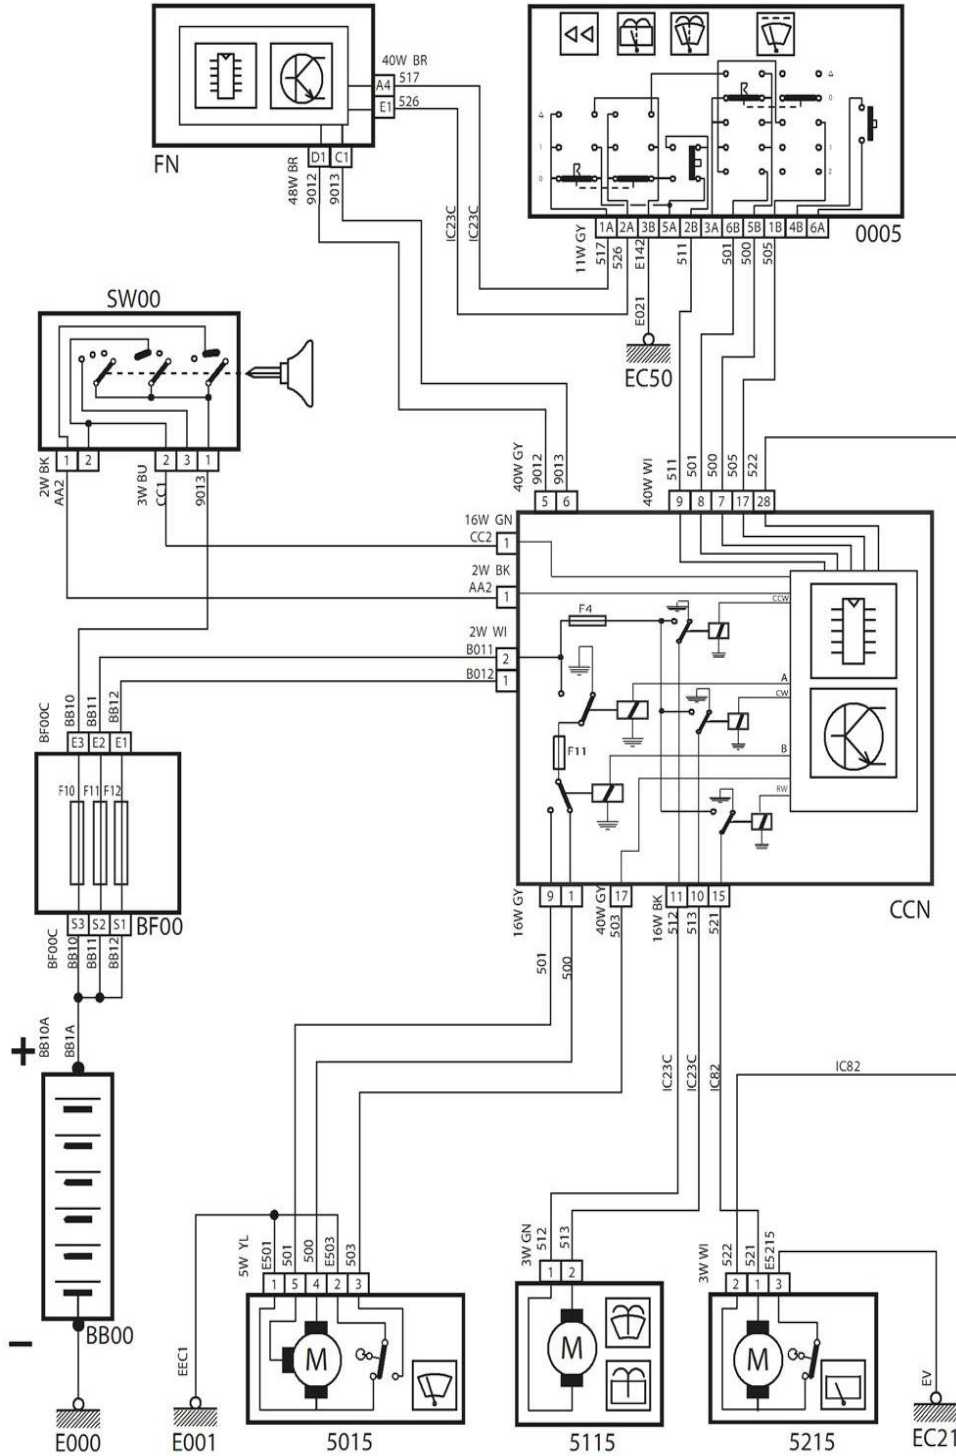 40W BR
A4 517
E1 526
FN
D1 C1
48W BR
9012
9013
IC23C
IC23C
0
1
0
1
2
1A 2A 3B 5A 2B 3A 6B 5B 1B 4B 6A
0005
11W GY
517
526
E142
511
501
500
505
E021
EC50
SW00
1 2 2 3 1
2W BK
AA2
3W BU
CC1
9013
40W GY
9012
9013
40W WI
511
501
500
505
522
5 6 9 8 7 17 28
16W GN
CC2 1
2W BK
AA2 1
CCW
F4
2W WI
B011 2
B012 1
A
CW
F11
B
RW
BF00C
BB10
BB11
BB12
E3 E2 E1
F10 F11 F12
S3 S2 S1
BF00
BF00C
BB10
BB11
BB12
9 1 17 11 10 15
CCN
16W GY
501
500
40W GY
503
16W BK
512
513
521
+
BB10A
BB1A
IC23C
IC23C
IC82
IC82
−
BB00
E000
EEC1
E001
5W YL
E501
501
500
E503
503
1 5 4 2 3
M
5015
3W GN
512
513
1 2
M
5115
3W WI
522
521
E5215
2 1 3
M
5215
EV
EC21